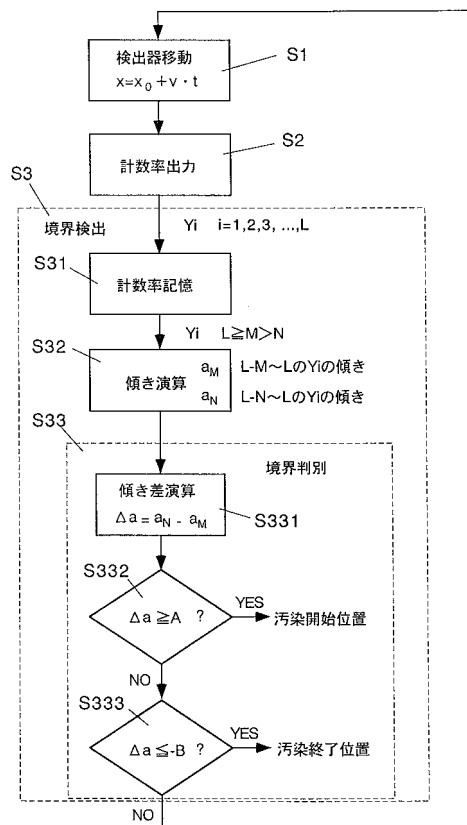 検出器移動
x=x₀+v・t
S1
計数率出力
S2
S3
境界検出
Yi i=1,2,3, ...,L
S31
計数率記憶
Yi L≧M>N
S32
傾き演算
aM
aN
L-M～LのYiの傾き
L-N～LのYiの傾き
S33
境界判別
傾き差演算
Δa=aN-aM
S331
S332
Δa≧A ?
YES
汚染開始位置
NO
S333
Δa≦-B ?
YES
汚染終了位置
NO